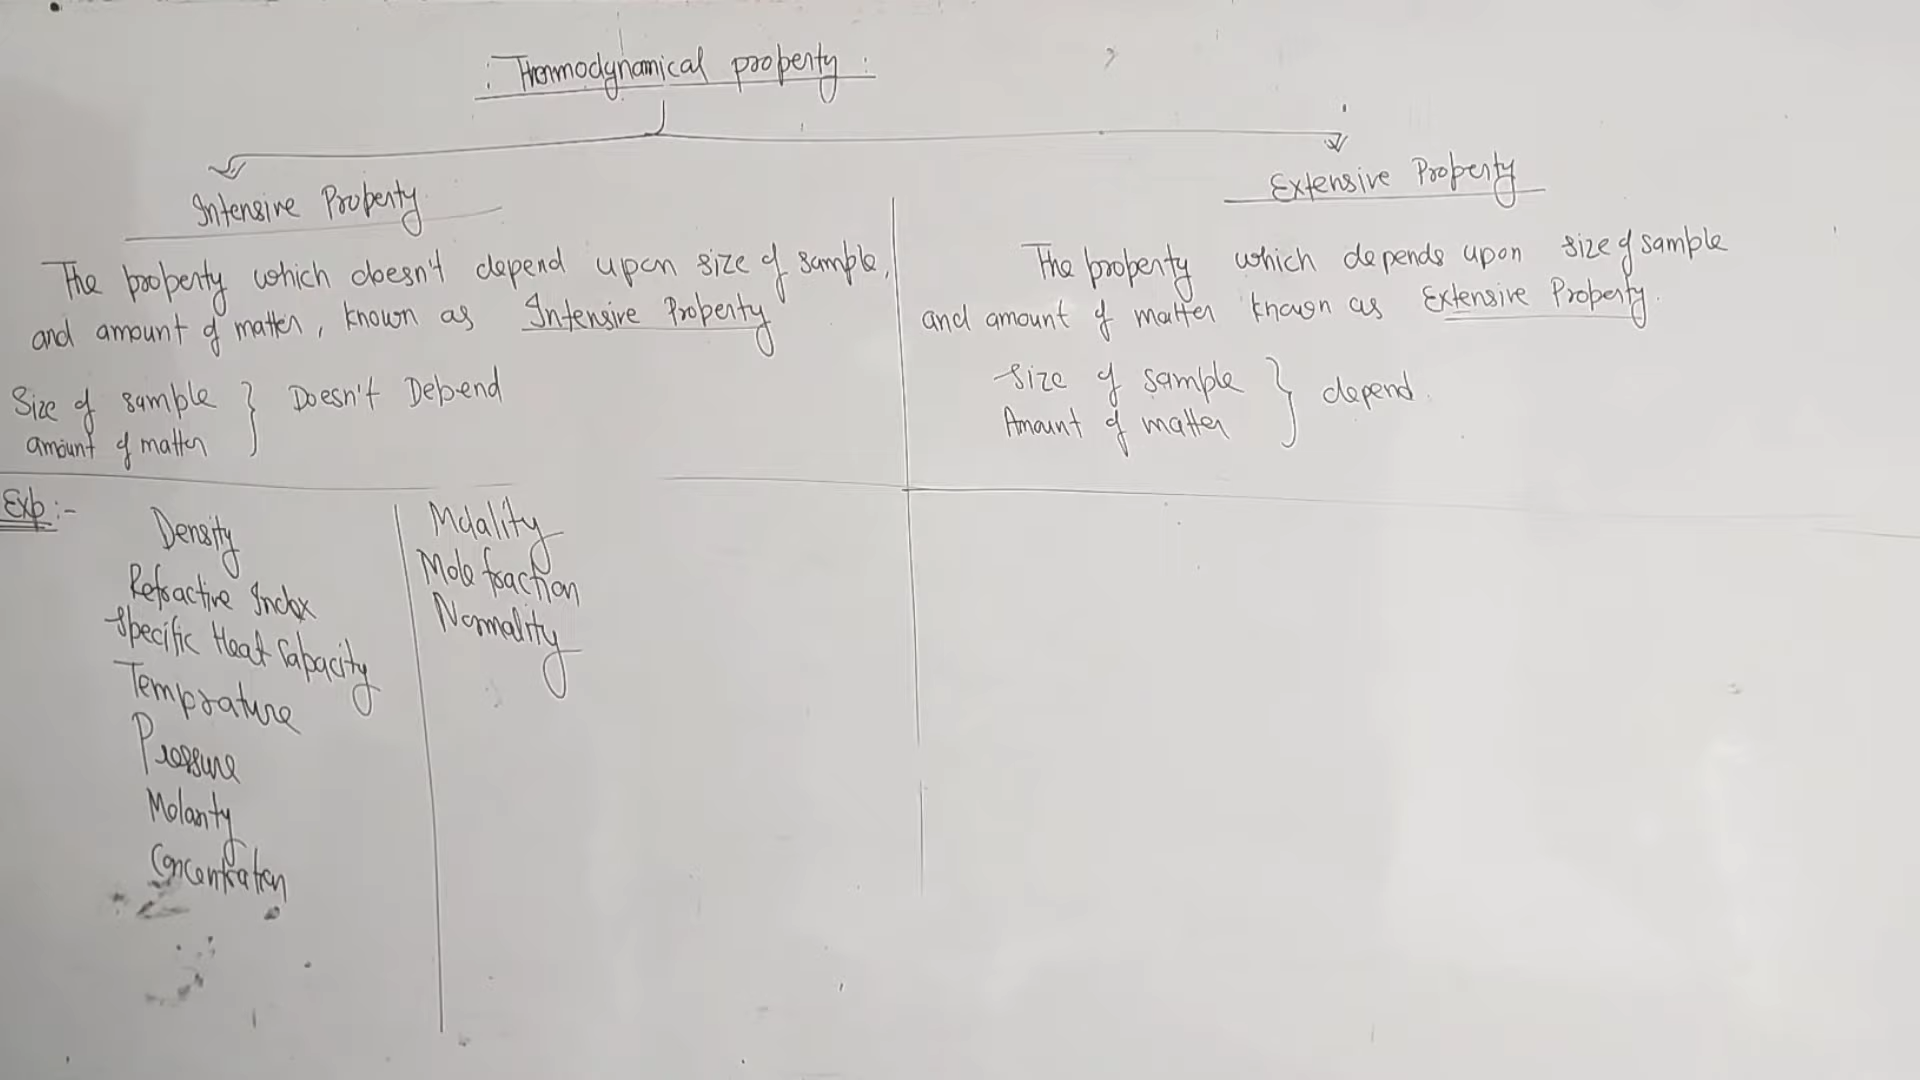 : Thermodynamical property :
Intensive Property
The property which doesn't depend upon size of sample,
and amount of matter, known as Intensive Property
Size of sample
amount of matter
} Doesn't Depend
Extensive Property
The property which depends upon size of sample
and amount of matter known as Extensive Property.
Size of sample
Amount of matter
} depend.
Exp:-
Density
Refractive Index
Specific Heat Capacity
Temprature
Pressure
Molarity
Concentration
Molality
Mole fraction
Normality